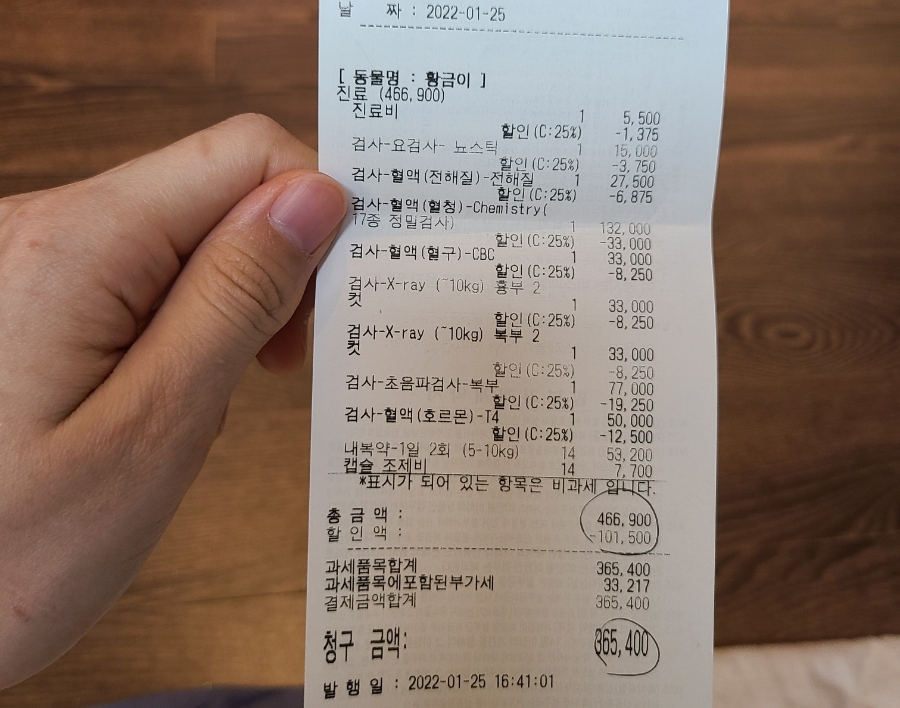 날 짜 : 2022-01-25
[ 동물명 : 황금이 ]
진료 (466,900)
진료비 1 5,500
할인(C:25%) -1,375
검사-요검사- 뇨스틱 1 15,000
할인(C:25%) -3,750
검사-혈액(전해질)-전해질 1 27,500
할인(C:25%) -6,875
검사-혈액(혈청)-Chemistry(
17종 정밀검사) 1 132,000
할인(C:25%) -33,000
검사-혈액(혈구)-CBC 1 33,000
할인(C:25%) -8,250
검사-X-ray (~10kg) 흉부 2
컷 1 33,000
할인(C:25%) -8,250
검사-X-ray (~10kg) 복부 2
컷 1 33,000
할인(C:25%) -8,250
검사-초음파검사-복부 1 77,000
할인(C:25%) -19,250
검사-혈액(호르몬)-T4 1 50,000
할인(C:25%) -12,500
내복약-1일 2회 (5-10kg) 14 53,200
캡슐 조제비 14 7,700
*표시가 되어 있는 항목은 비과세 입니다.
총 금 액 : 466,900
할 인 액 : -101,500
과세품목합계 365,400
과세품목에포함된부가세 33,217
결제금액합계 365,400
청구 금액: 365,400
발 행 일 : 2022-01-25 16:41:01